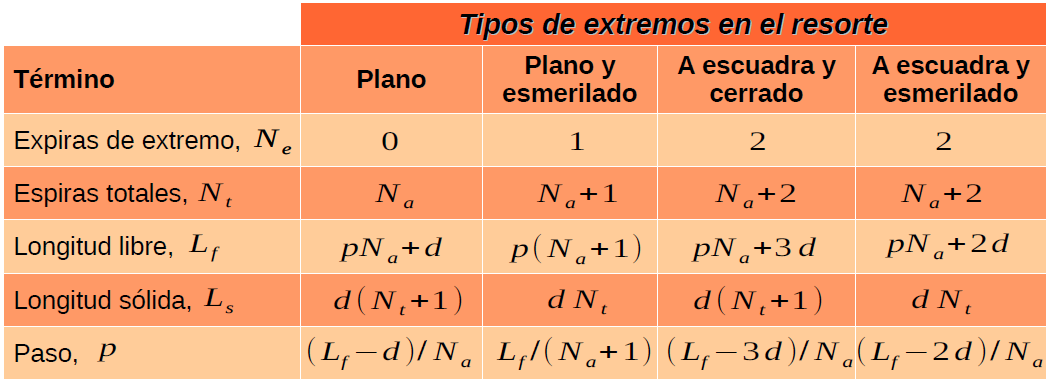 Tipos de extremos en el resorte
Término Plano Plano y esmerilado A escuadra y cerrado A escuadra y esmerilado
Expiras de extremo, N_e 0 1 2 2
Espiras totales, N_t N_a N_a+1 N_a+2 N_a+2
Longitud libre, L_f pN_a+d p(N_a+1) pN_a+3d pN_a+2d
Longitud sólida, L_s d(N_t+1) d N_t d(N_t+1) d N_t
Paso, p (L_f−d)/N_a L_f/(N_a+1) (L_f−3d)/N_a (L_f−2d)/N_a